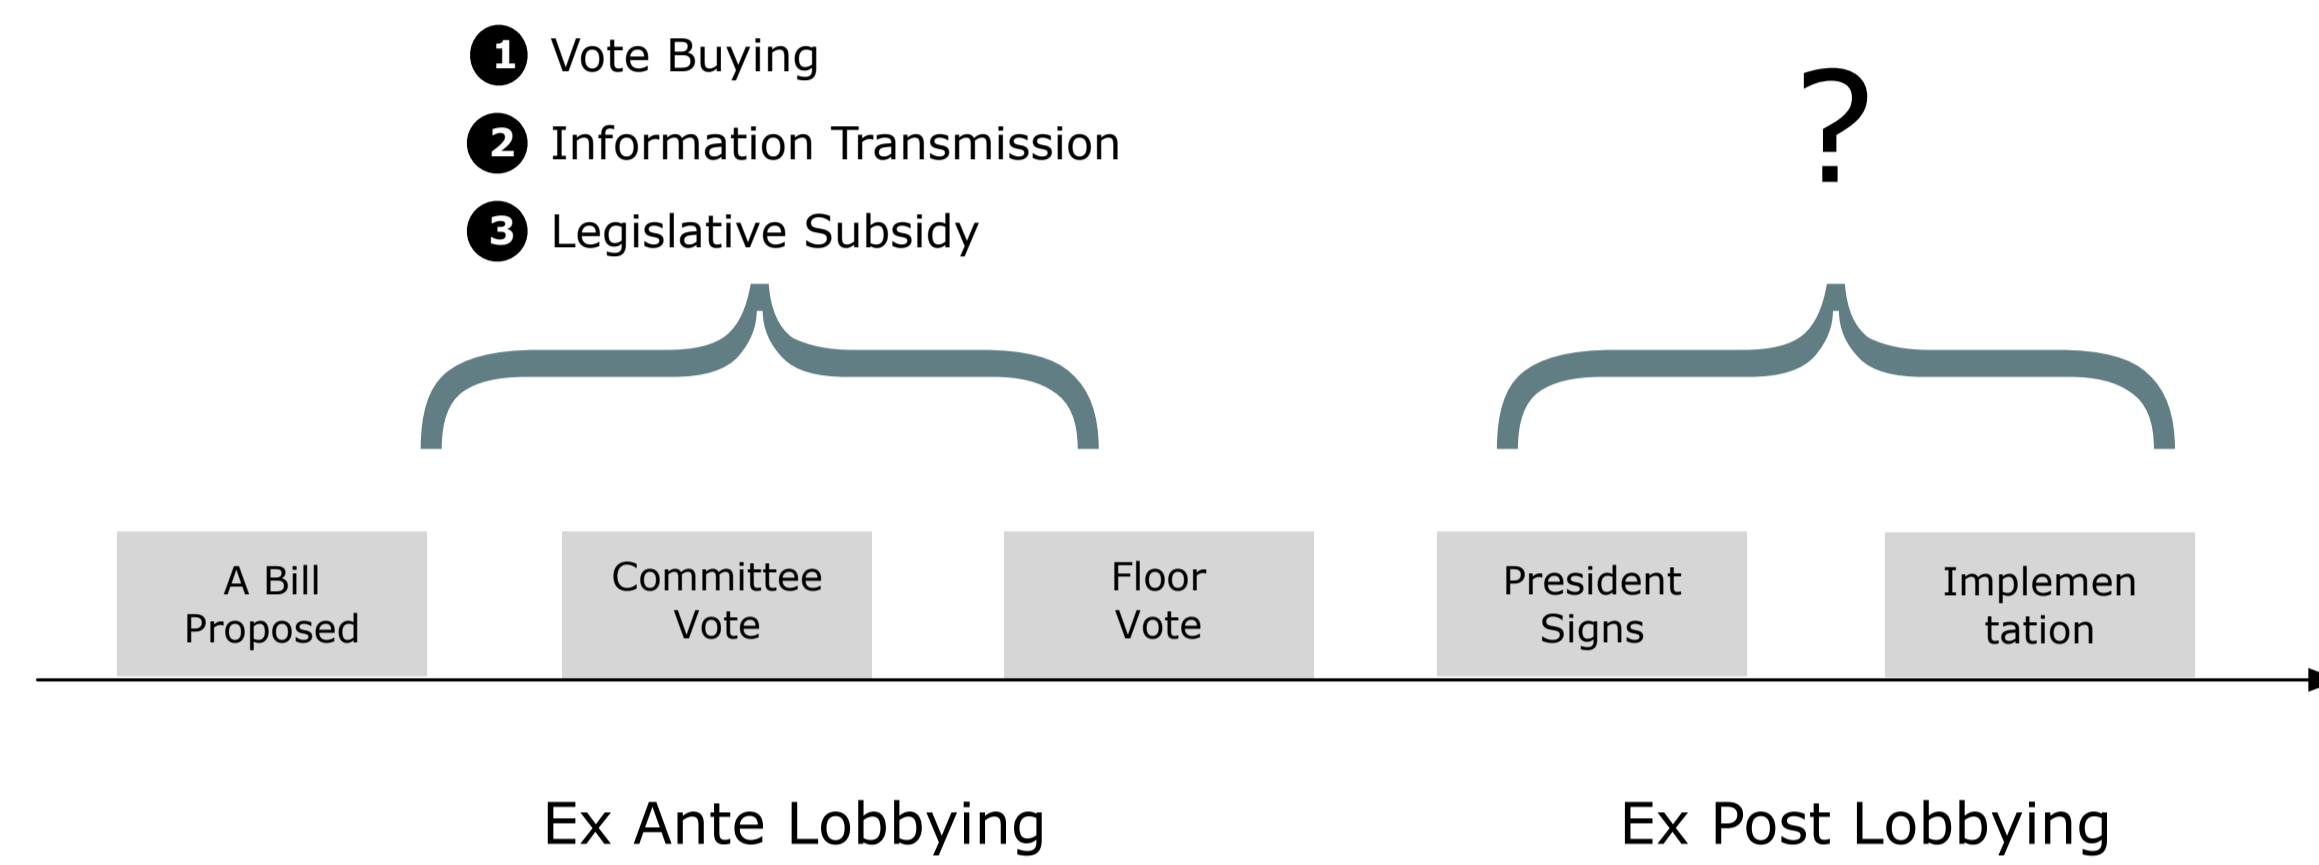 1 Vote Buying
2 Information Transmission
3 Legislative Subsidy
?
A Bill
Proposed
Committee
Vote
Floor
Vote
President
Signs
Implemen
tation
Ex Ante Lobbying
Ex Post Lobbying